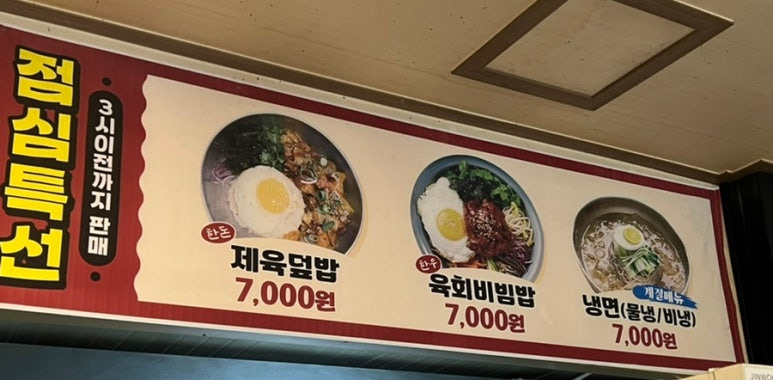 점심특선
3시이전까지 판매
한돈
제육덮밥
7,000원
한우
육회비빔밥
7,000원
계절메뉴
냉면(물냉/비냉)
7,000원